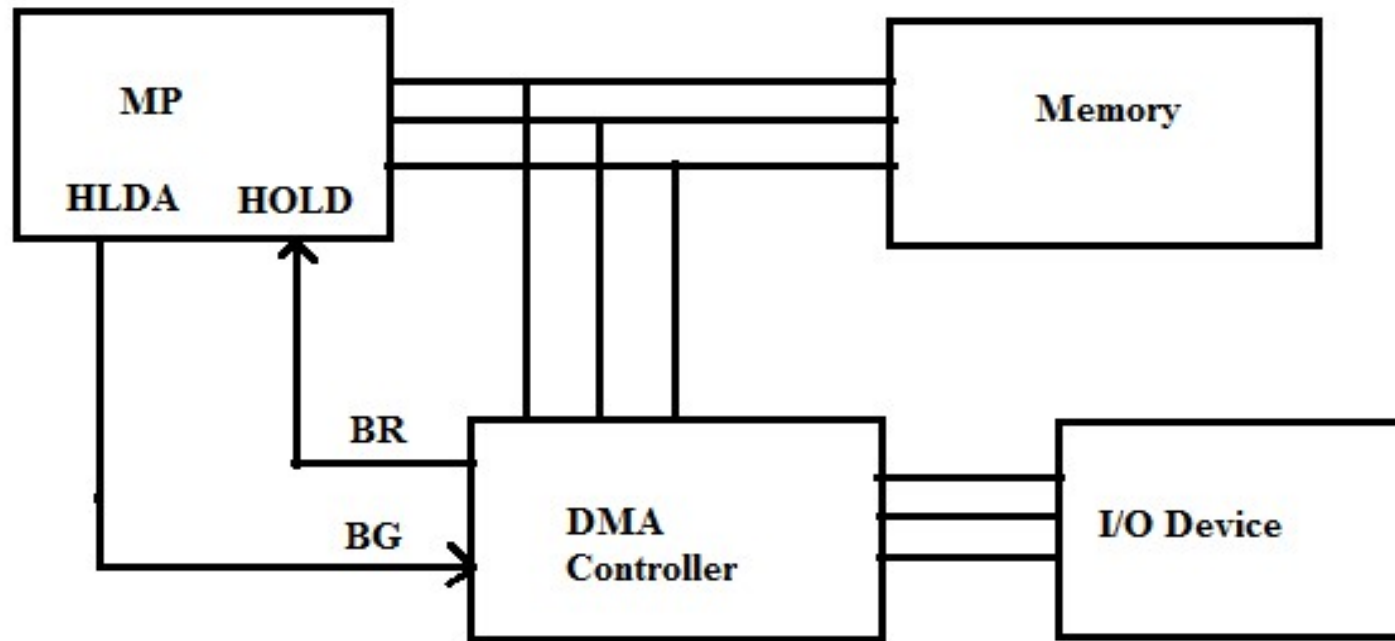 MP
Memory
HLDA HOLD
BR
BG
DMA
Controller
I/O Device